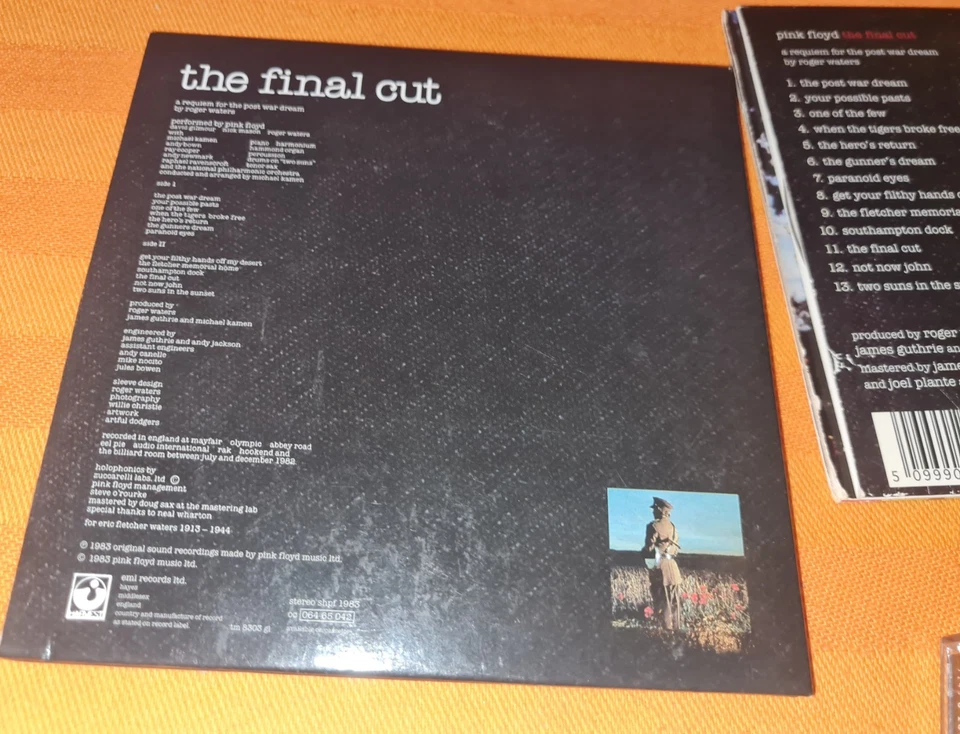 the final cut
a requiem for the post war dream
by roger waters
performed by pink floyd
david gilmour nick mason roger waters
with
michael kamen piano harmonium
andy bown hammond organ
ray cooper percussion
andy newmark drums on "two suns"
raphael ravenscroft tenor sax
and the national philharmonic orchestra
conducted and arranged by michael kamen
side I
the post war dream
your possible pasts
one of the few
when the tigers broke free
the hero's return
the gunners dream
paranoid eyes
side II
get your filthy hands off my desert
the fletcher memorial home
southampton dock
the final cut
not now john
two suns in the sunset
produced by
roger waters
james guthrie and michael kamen
engineered by
james guthrie and andy jackson
assistant engineers
andy canelle
mike nocito
jules bowen
sleeve design
roger waters
photography
willie christie
artwork
artful dodgers
recorded in england at mayfair olympic abbey road
eel pie audio international rak hookend and
the billiard room between july and december 1982
holophonics by
zuccarelli labs. ltd ©
pink floyd management
steve o'rourke
mastered by doug sax at the mastering lab
special thanks to neal wharton
for eric fletcher waters 1913 – 1944
℗ 1983 original sound recordings made by pink floyd music ltd.
© 1983 pink floyd music ltd.
HARVEST
emi records ltd.
hayes
middlesex
england
country and manufacture of record
as stated on record label.
tm 5303 gi
stereo shpf 1983
oc 064 65 042
pink floyd the final cut
a requiem for the post war dream
by roger waters
1. the post war dream
2. your possible pasts
3. one of the few
4. when the tigers broke free
5. the hero's return
6. the gunner's dream
7. paranoid eyes
8. get your filthy hands o
9. the fletcher memoria
10. southampton dock
11. the final cut
12. not now john
13. two suns in the s
produced by roger
james guthrie an
mastered by jame
and joel plante
5 09990